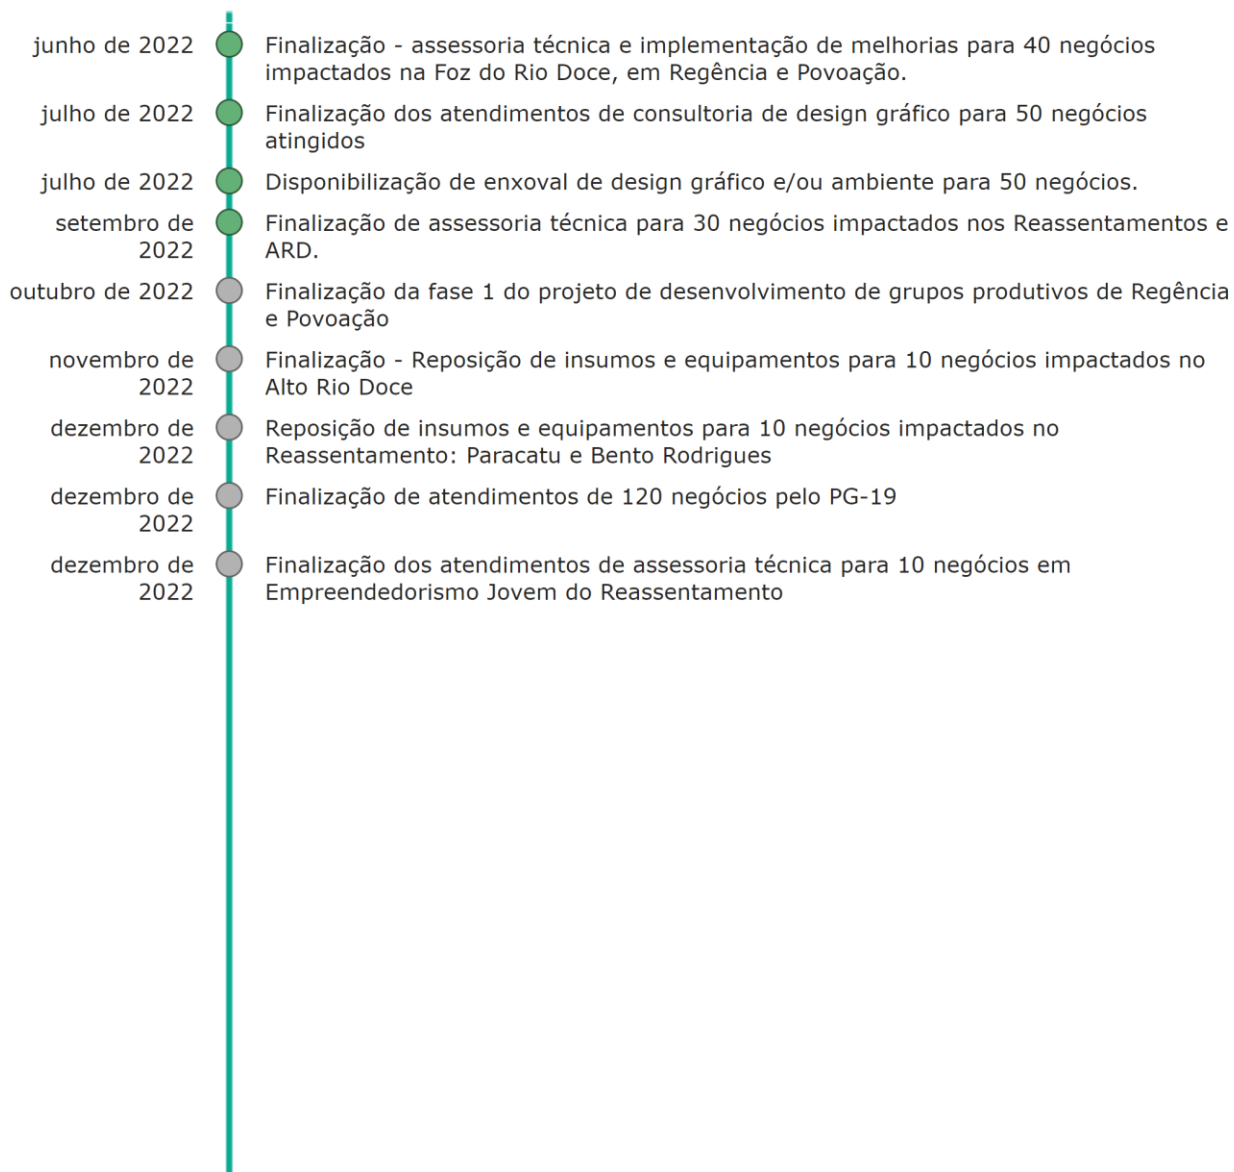 junho de 2022
Finalização - assessoria técnica e implementação de melhorias para 40 negócios
impactados na Foz do Rio Doce, em Regência e Povoação.
julho de 2022
Finalização dos atendimentos de consultoria de design gráfico para 50 negócios
atingidos
julho de 2022
Disponibilização de enxoval de design gráfico e/ou ambiente para 50 negócios.
setembro de
2022
Finalização de assessoria técnica para 30 negócios impactados nos Reassentamentos e
ARD.
outubro de 2022
Finalização da fase 1 do projeto de desenvolvimento de grupos produtivos de Regência
e Povoação
novembro de
2022
Finalização - Reposição de insumos e equipamentos para 10 negócios impactados no
Alto Rio Doce
dezembro de
2022
Reposição de insumos e equipamentos para 10 negócios impactados no
Reassentamento: Paracatu e Bento Rodrigues
dezembro de
2022
Finalização de atendimentos de 120 negócios pelo PG-19
dezembro de
2022
Finalização dos atendimentos de assessoria técnica para 10 negócios em
Empreendedorismo Jovem do Reassentamento